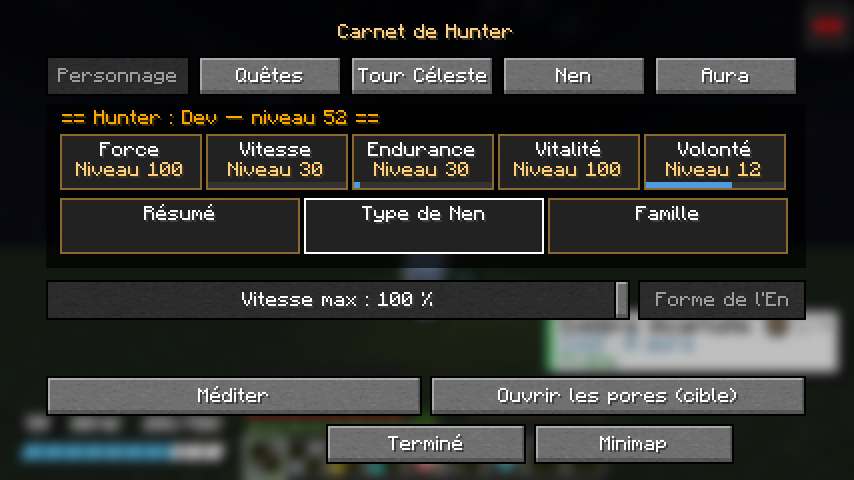 Carnet de Hunter
Personnage
Quêtes
Tour Céleste
Nen
Aura
== Hunter : Dev — niveau 52 ==
Force
Niveau 100
Vitesse
Niveau 30
Endurance
Niveau 30
Vitalité
Niveau 100
Volonté
Niveau 12
Résumé
Type de Nen
Famille
Vitesse max : 100 %
Forme de l'En
Méditer
Ouvrir les pores (cible)
Terminé
Minimap